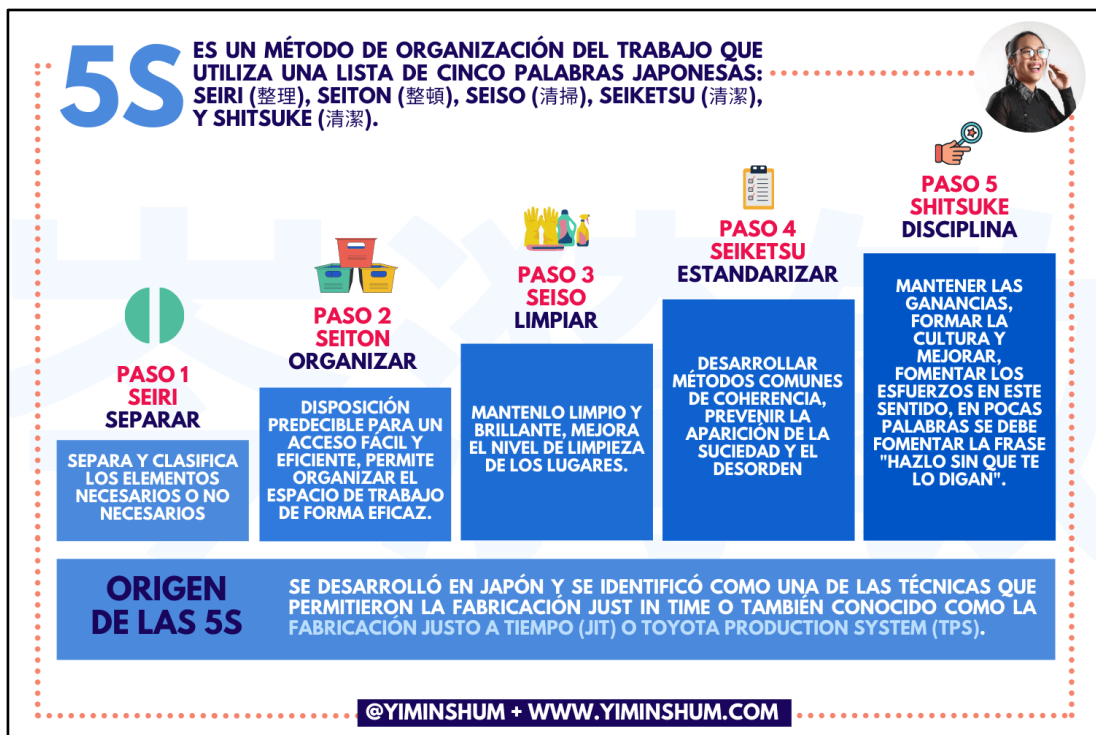 5S
ES UN MÉTODO DE ORGANIZACIÓN DEL TRABAJO QUE
UTILIZA UNA LISTA DE CINCO PALABRAS JAPONESAS:
SEIRI (整理), SEITON (整頓), SEISO (清掃), SEIKETSU (清潔),
Y SHITSUKE (清潔).
PASO 1
SEIRI
SEPARAR
SEPARA Y CLASIFICA
LOS ELEMENTOS
NECESARIOS O NO
NECESARIOS
PASO 2
SEITON
ORGANIZAR
DISPOSICIÓN
PREDECIBLE PARA UN
ACCESO FÁCIL Y
EFICIENTE, PERMITE
ORGANIZAR EL
ESPACIO DE TRABAJO
DE FORMA EFICAZ.
PASO 3
SEISO
LIMPIAR
MANTENLO LIMPIO Y
BRILLANTE, MEJORA
EL NIVEL DE LIMPIEZA
DE LOS LUGARES.
PASO 4
SEIKETSU
ESTANDARIZAR
DESARROLLAR
MÉTODOS COMUNES
DE COHERENCIA,
PREVENIR LA
APARICIÓN DE LA
SUCIEDAD Y EL
DESORDEN
PASO 5
SHITSUKE
DISCIPLINA
MANTENER LAS
GANANCIAS,
FORMAR LA
CULTURA Y
MEJORAR,
FOMENTAR LOS
ESFUERZOS EN ESTE
SENTIDO, EN POCAS
PALABRAS SE DEBE
FOMENTAR LA FRASE
"HAZLO SIN QUE TE
LO DIGAN".
ORIGEN
DE LAS 5S
SE DESARROLLÓ EN JAPÓN Y SE IDENTIFICÓ COMO UNA DE LAS TÉCNICAS QUE
PERMITIERON LA FABRICACIÓN JUST IN TIME O TAMBIÉN CONOCIDO COMO LA
FABRICACIÓN JUSTO A TIEMPO (JIT) O TOYOTA PRODUCTION SYSTEM (TPS).
@YIMINSHUM + WWW.YIMINSHUM.COM